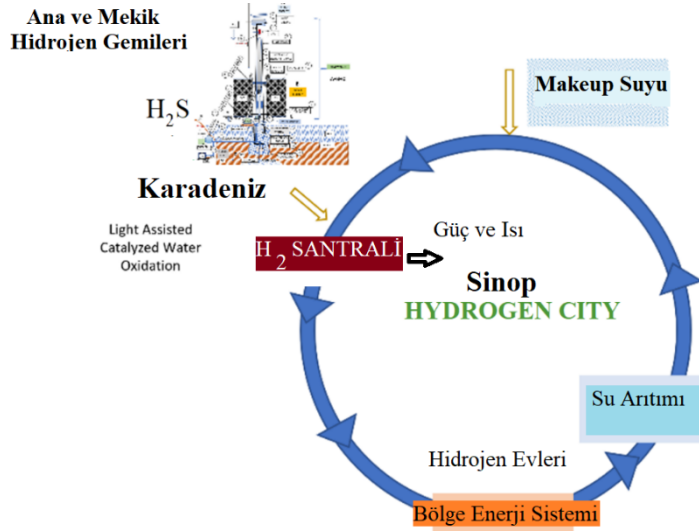 Ana ve Mekik
Hidrojen Gemileri
H2S
Karadeniz
Light Assisted
Catalyzed Water
Oxidation
H2 SANTRALİ
Makeup Suyu
Güç ve Isı
Sinop
HYDROGEN CITY
Su Arıtımı
Hidrojen Evleri
Bölge Enerji Sistemi